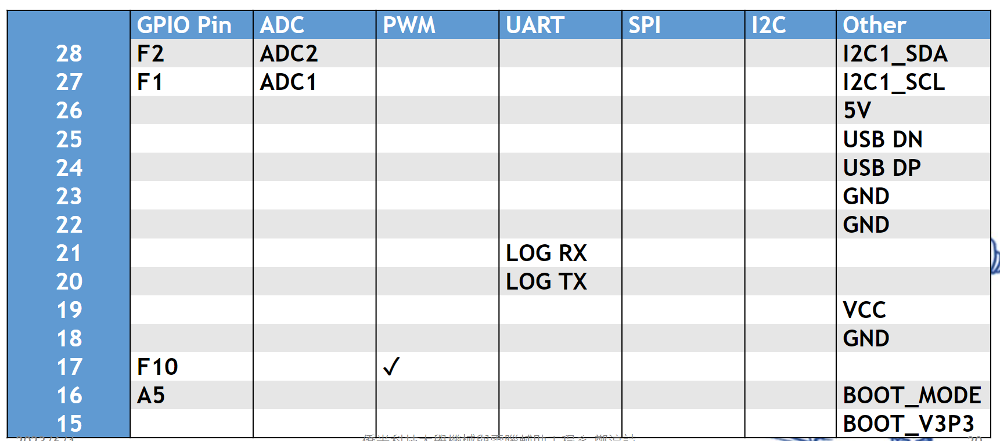 GPIO Pin ADC PWM UART SPI I2C Other
28 F2 ADC2 I2C1_SDA
27 F1 ADC1 I2C1_SCL
26 5V
25 USB DN
24 USB DP
23 GND
22 GND
21 LOG RX
20 LOG TX
19 VCC
18 GND
17 F10 ✓
16 A5 BOOT_MODE
15 BOOT_V3P3